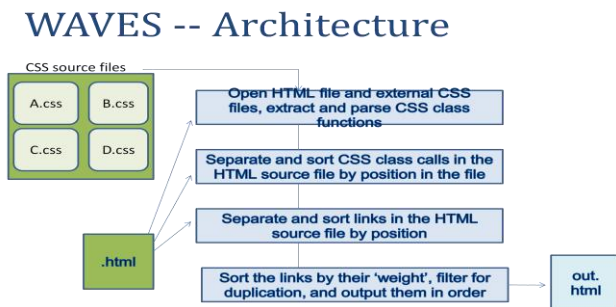 WAVES -- Architecture
CSS source files
A.css
B.css
C.css
D.css
Open HTML file and external CSS
files, extract and parse CSS class
functions
Separate and sort CSS class calls in the
HTML source file by position in the file
Separate and sort links in the HTML
source file by position
.html
Sort the links by their 'weight', filter for
duplication, and output them in order
out.
html